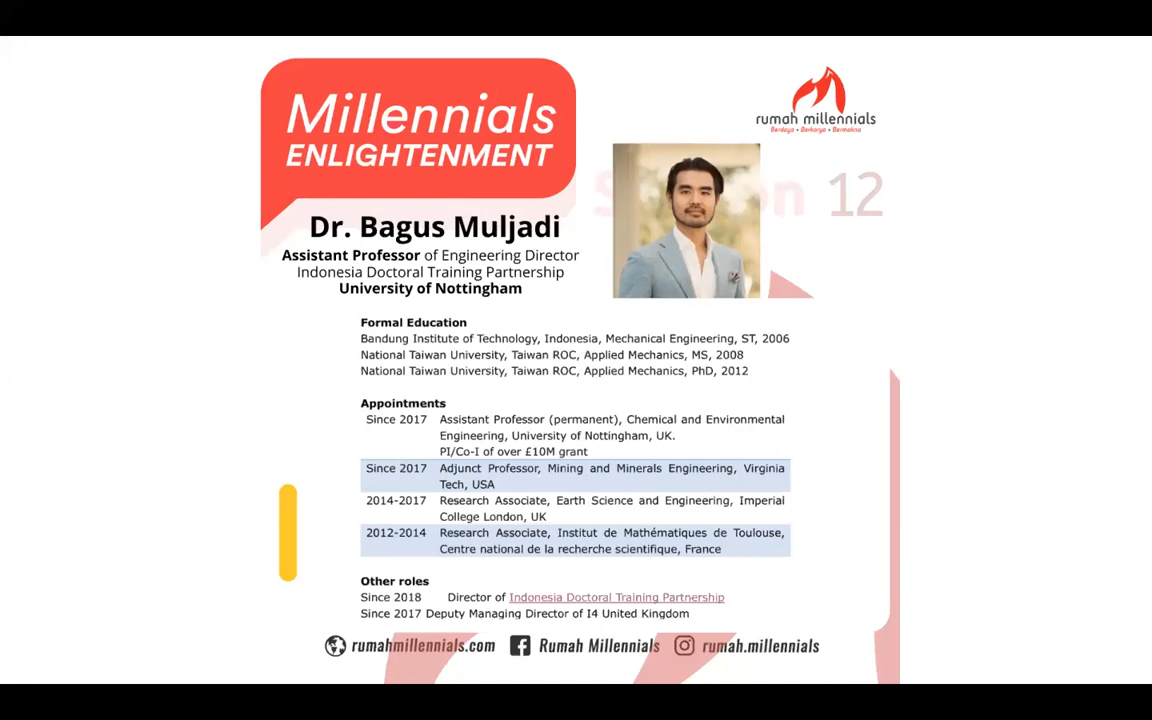 Millennials
ENLIGHTENMENT
rumah millennials
Berdaya • Berkarya • Bermakna
12
Dr. Bagus Muljadi
Assistant Professor of Engineering Director
Indonesia Doctoral Training Partnership
University of Nottingham
Formal Education
Bandung Institute of Technology, Indonesia, Mechanical Engineering, ST, 2006
National Taiwan University, Taiwan ROC, Applied Mechanics, MS, 2008
National Taiwan University, Taiwan ROC, Applied Mechanics, PhD, 2012
Appointments
Since 2017 Assistant Professor (permanent), Chemical and Environmental
Engineering, University of Nottingham, UK.
PI/Co-I of over £10M grant
Since 2017 Adjunct Professor, Mining and Minerals Engineering, Virginia
Tech, USA
2014-2017 Research Associate, Earth Science and Engineering, Imperial
College London, UK
2012-2014 Research Associate, Institut de Mathématiques de Toulouse,
Centre national de la recherche scientifique, France
Other roles
Since 2018 Director of Indonesia Doctoral Training Partnership
Since 2017 Deputy Managing Director of I4 United Kingdom
rumahmillennials.com Rumah Millennials rumah.millennials